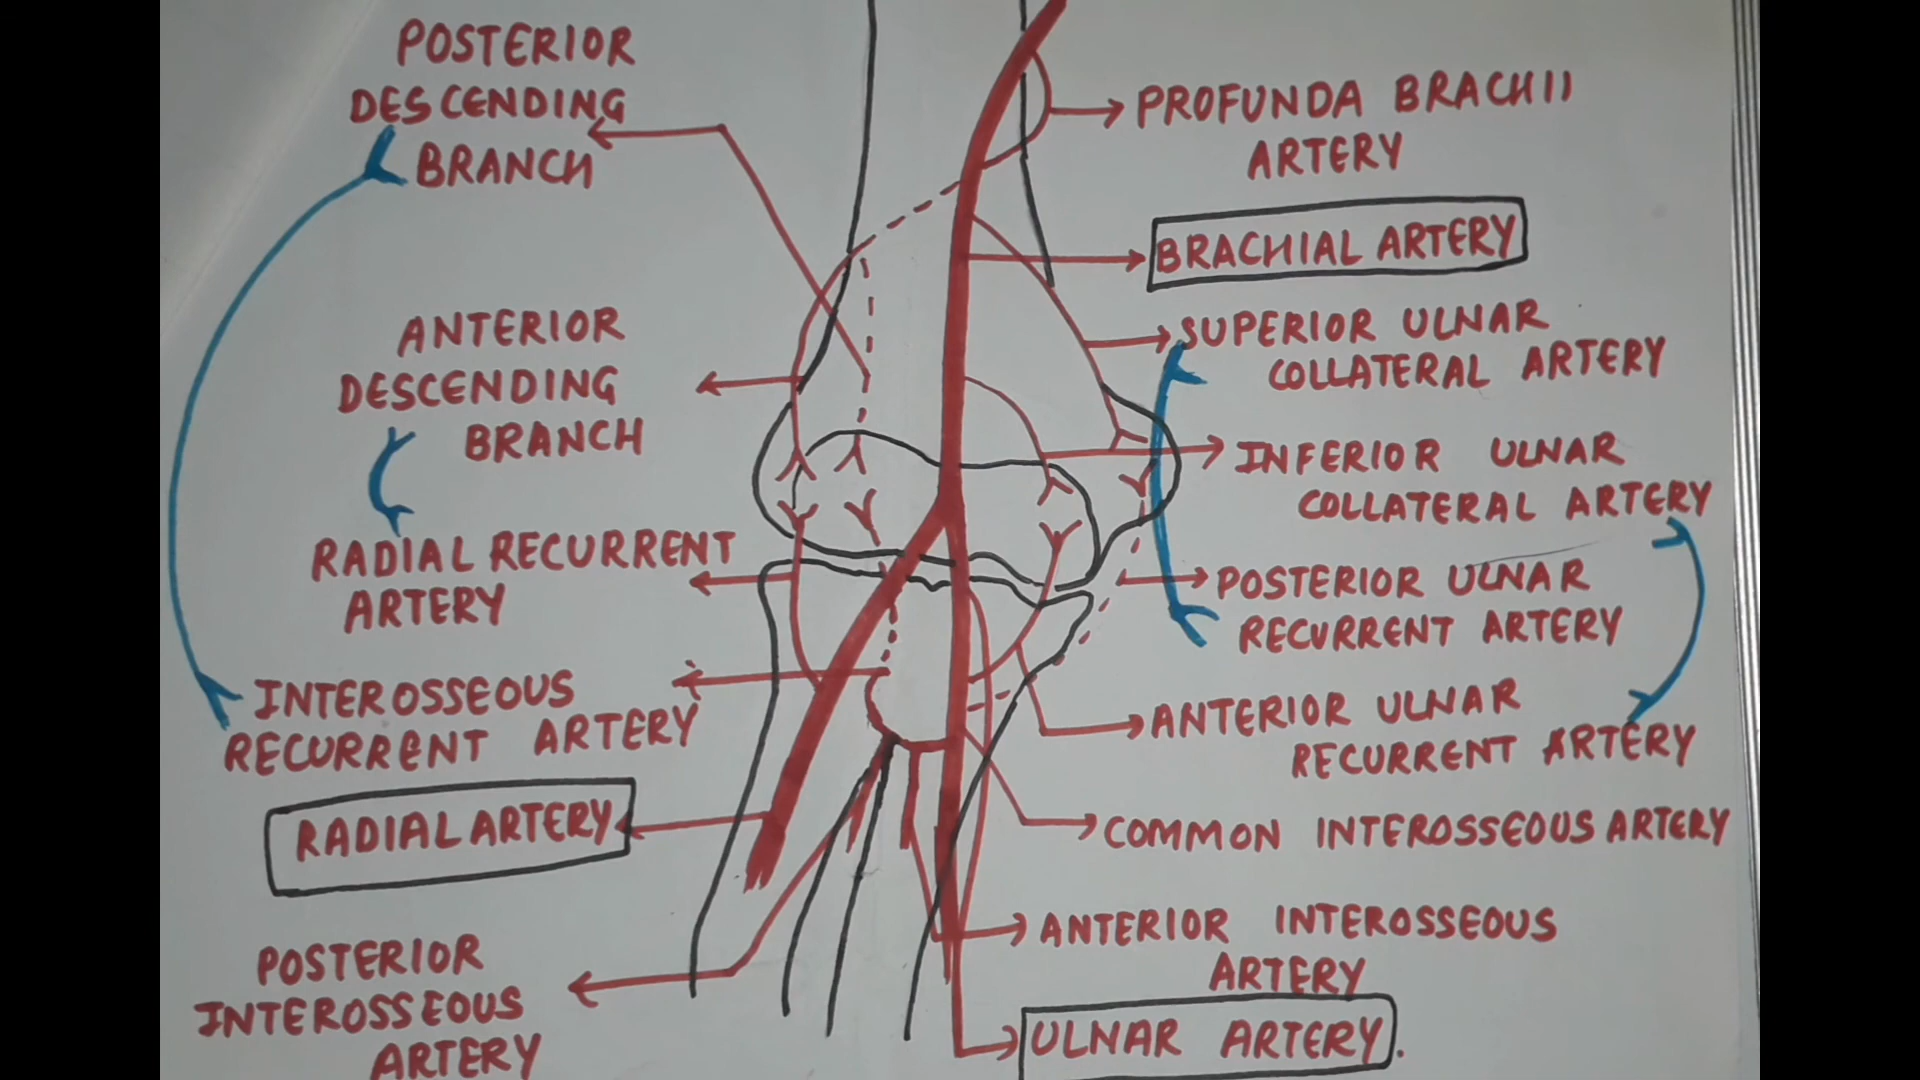 POSTERIOR
DESCENDING
BRANCH
ANTERIOR
DESCENDING
BRANCH
RADIAL RECURRENT
ARTERY
INTEROSSEOUS
RECURRENT ARTERY
RADIAL ARTERY
POSTERIOR
INTEROSSEOUS
ARTERY
PROFUNDA BRACHII
ARTERY
BRACHIAL ARTERY
SUPERIOR ULNAR
COLLATERAL ARTERY
INFERIOR ULNAR
COLLATERAL ARTERY
POSTERIOR ULNAR
RECURRENT ARTERY
ANTERIOR ULNAR
RECURRENT ARTERY
COMMON INTEROSSEOUS ARTERY
ANTERIOR INTEROSSEOUS
ARTERY
ULNAR ARTERY.